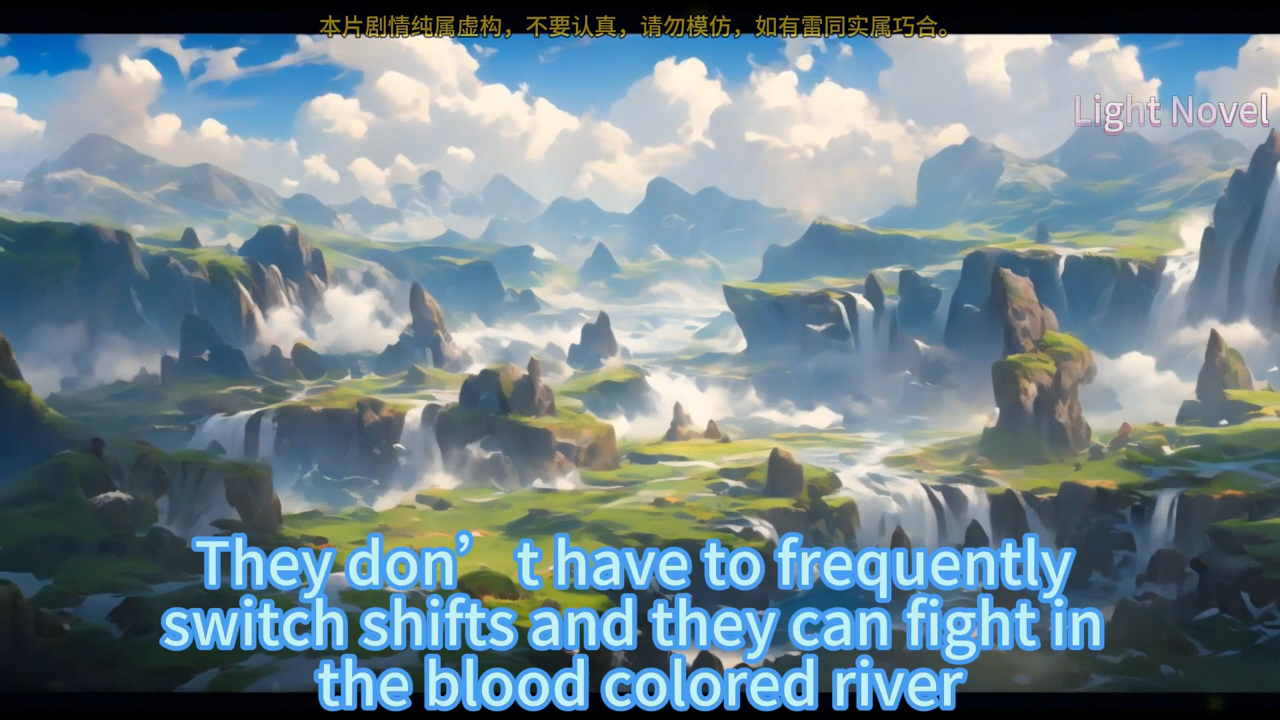 本片剧情纯属虚构，不要认真，请勿模仿，如有雷同实属巧合。
Light Novel
They don’t have to frequently
switch shifts and they can fight in
the blood colored river